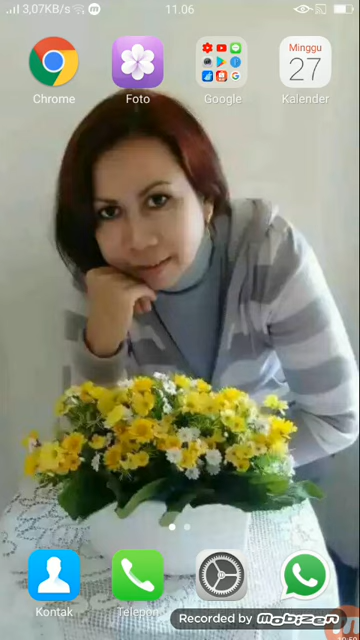 3,07KB/s 11.06
Minggu
27
Chrome Foto Google Kalender
Kontak Telepon
Recorded by Mobizen